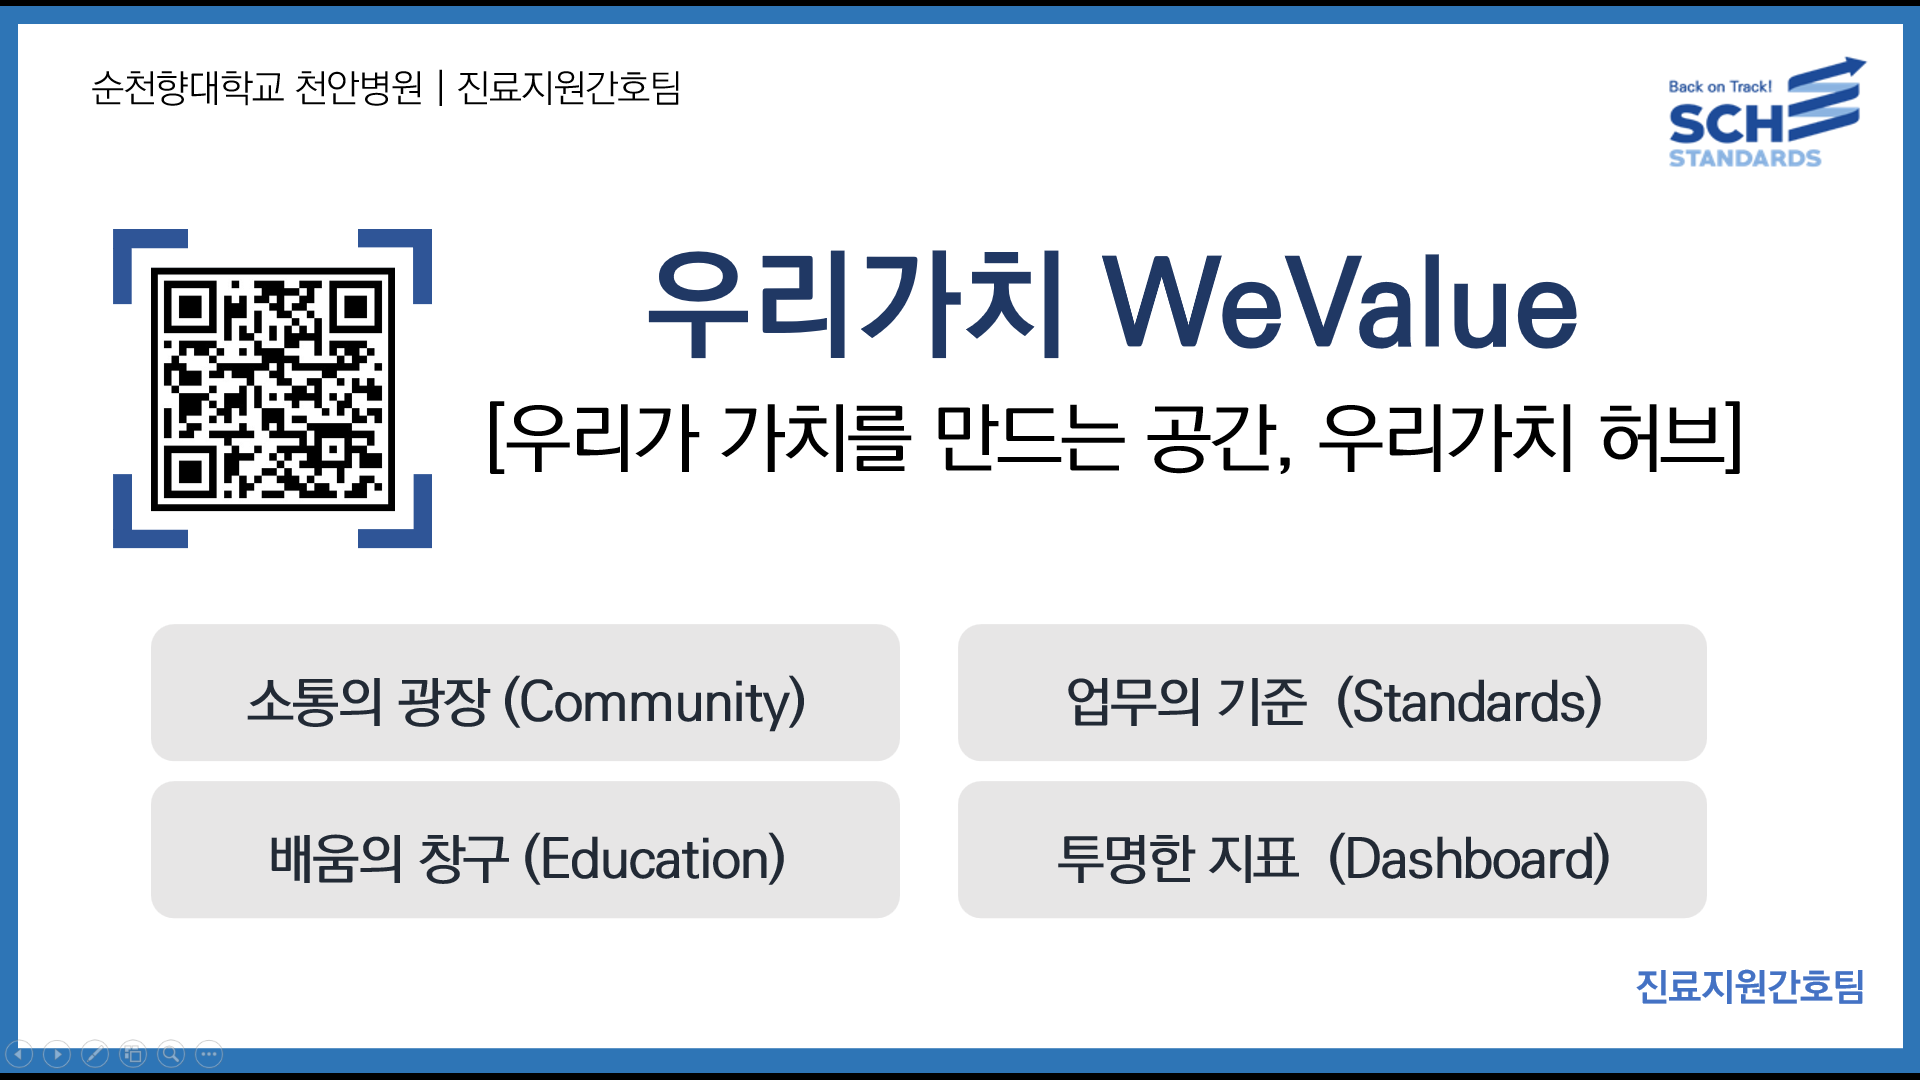 순천향대학교 천안병원 | 진료지원간호팀
Back on Track!
SCH
STANDARDS
우리가치 WeValue
[우리가 가치를 만드는 공간, 우리가치 허브]
소통의 광장 (Community)
업무의 기준 (Standards)
배움의 창구 (Education)
투명한 지표 (Dashboard)
진료지원간호팀